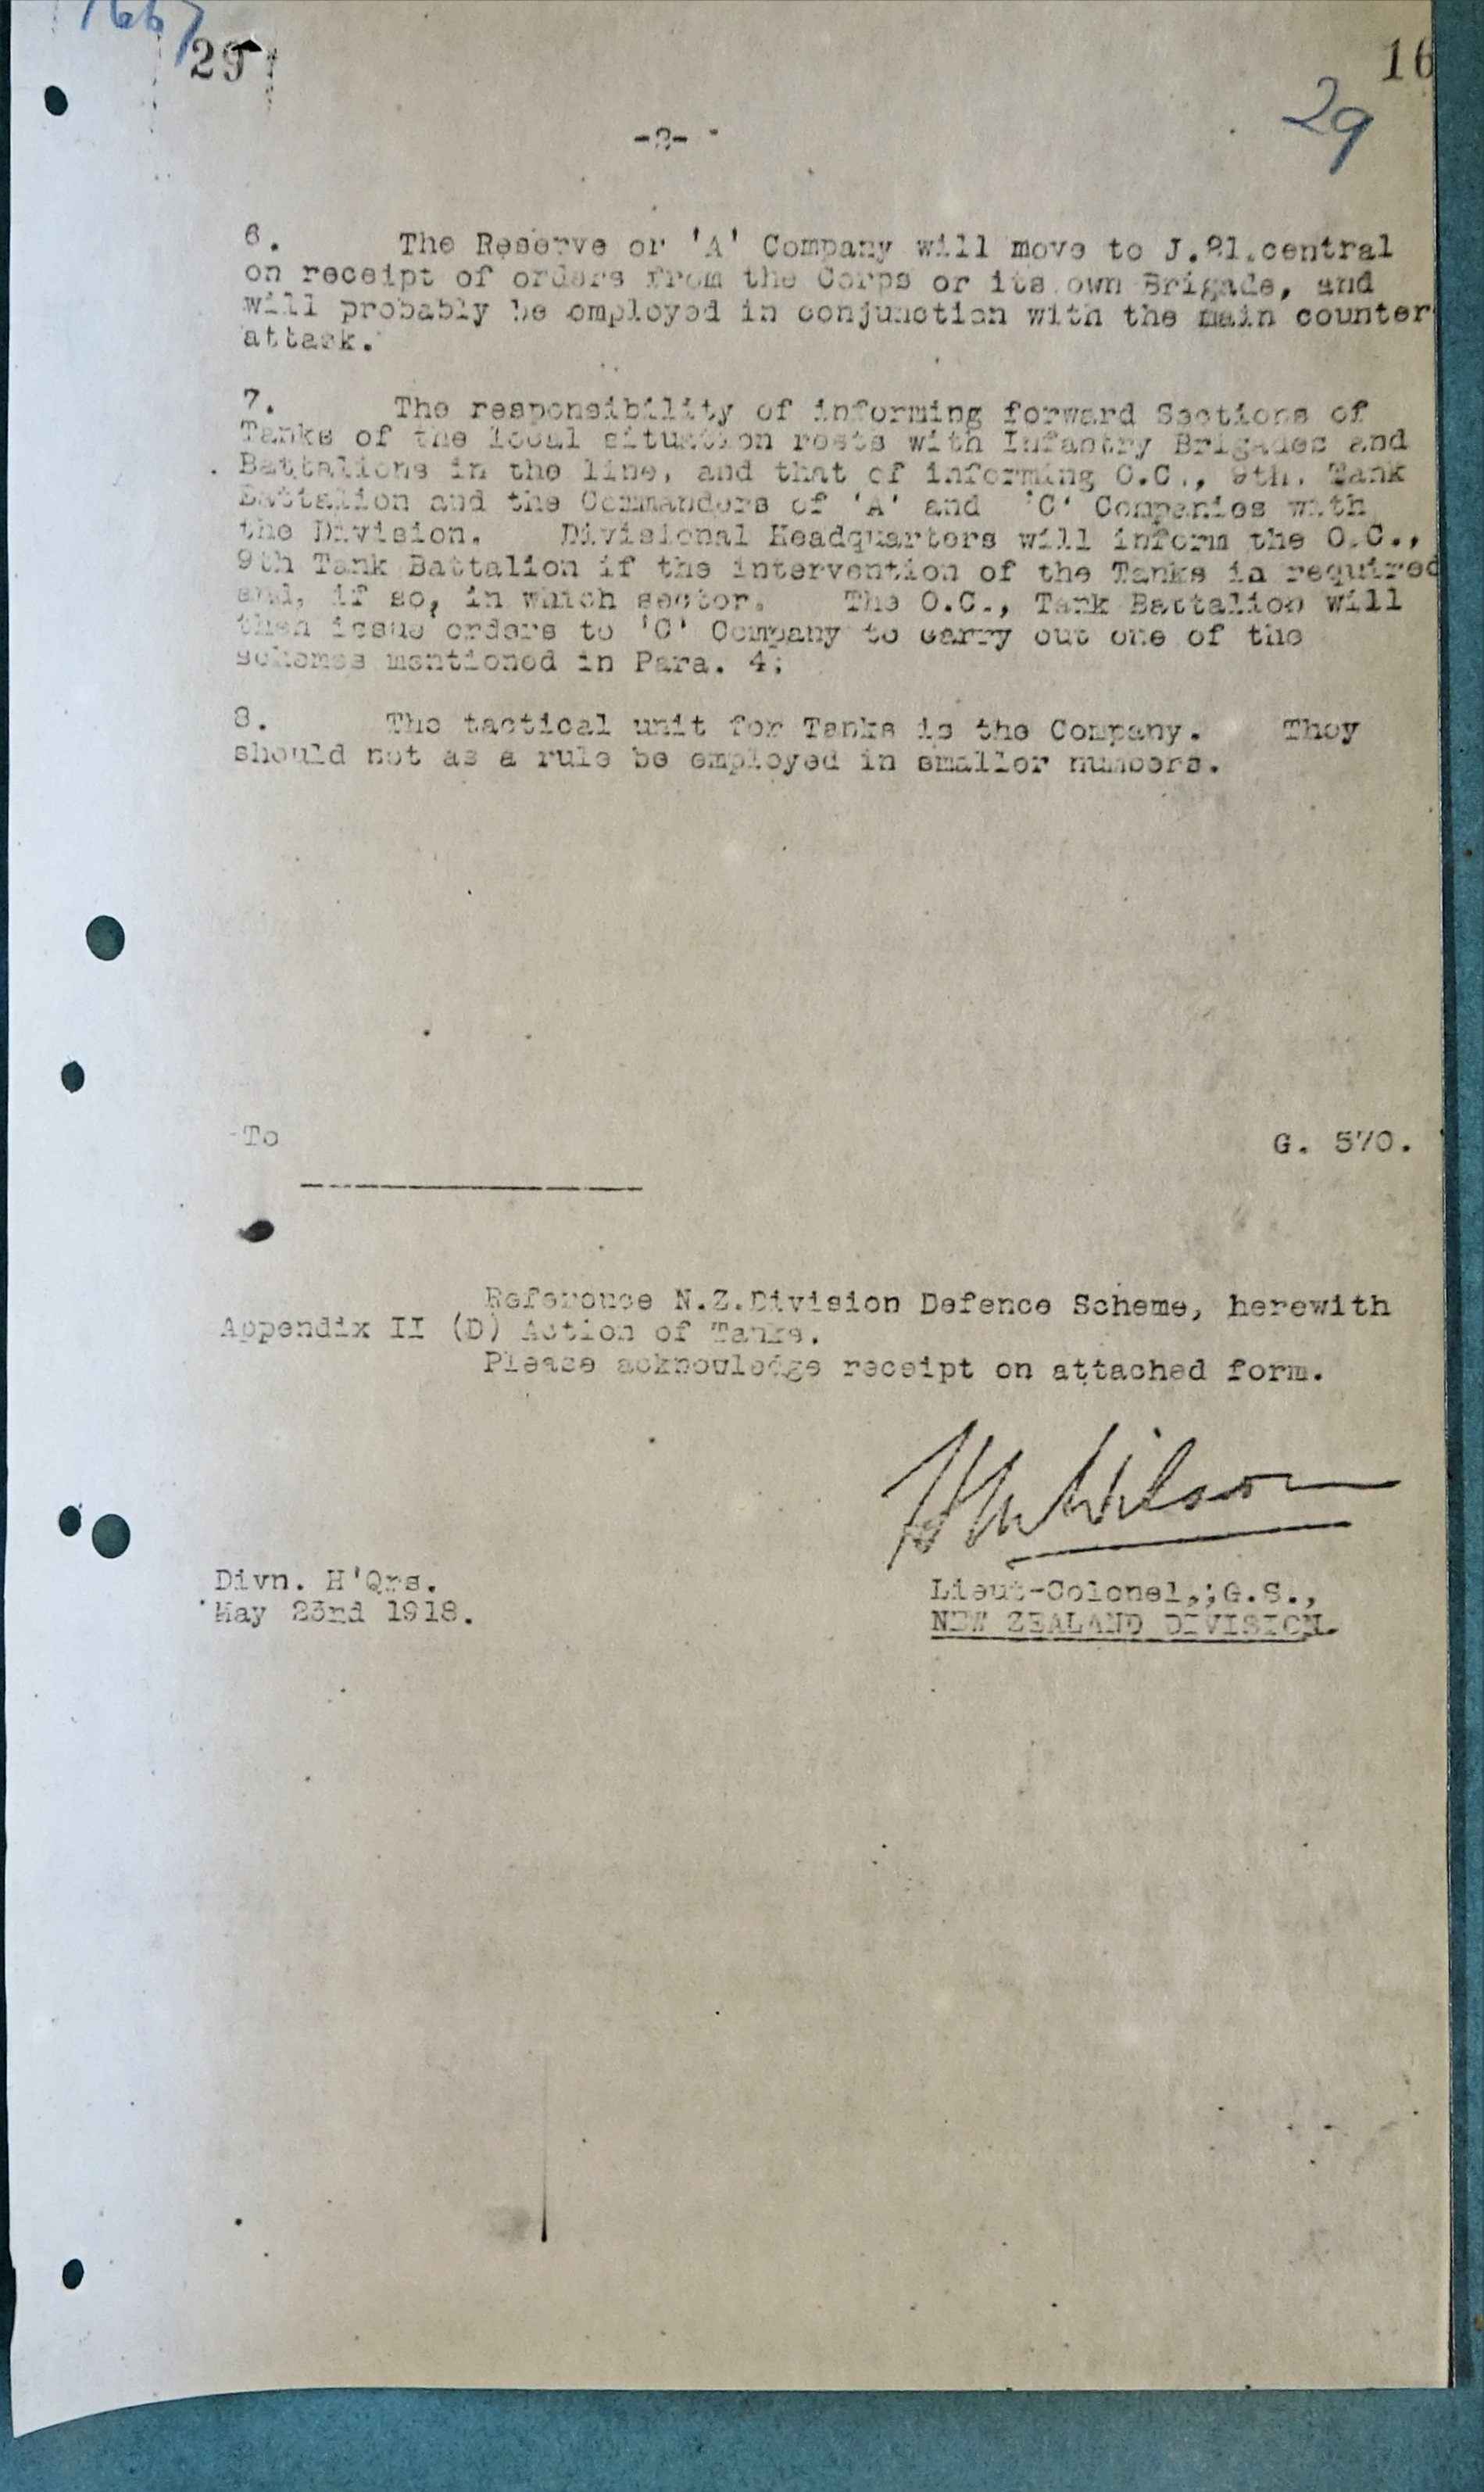 1667
29
16
29
-2-
6. The Reserve or 'A' Company will move to J.21.central
on receipt of orders from the Corps or its own Brigade, and
will probably be employed in conjunction with the main counter
attack.
7. The responsibility of informing forward Sections of
Tanks of the local situation rests with Infantry Brigades and
Battalions in the line, and that of informing O.C., 9th. Tank
Battalion and the Commanders of 'A' and 'C' Companies with
the Division. Divisional Headquarters will inform the O.C.,
9th Tank Battalion if the intervention of the Tanks is required
and, if so, in which sector. The O.C., Tank Battalion will
then issue orders to 'C' Company to carry out one of the
schemes mentioned in Para. 4;
8. The tactical unit for Tanks is the Company. They
should not as a rule be employed in smaller numbers.
To
G. 570.
Reference N.Z.Division Defence Scheme, herewith
Appendix II (D) Action of Tanks.
Please acknowledge receipt on attached form.
HMWilson
Divn. H'Qrs.
May 23rd 1918.
Lieut-Colonel,;G.S.,
NEW ZEALAND DIVISION.